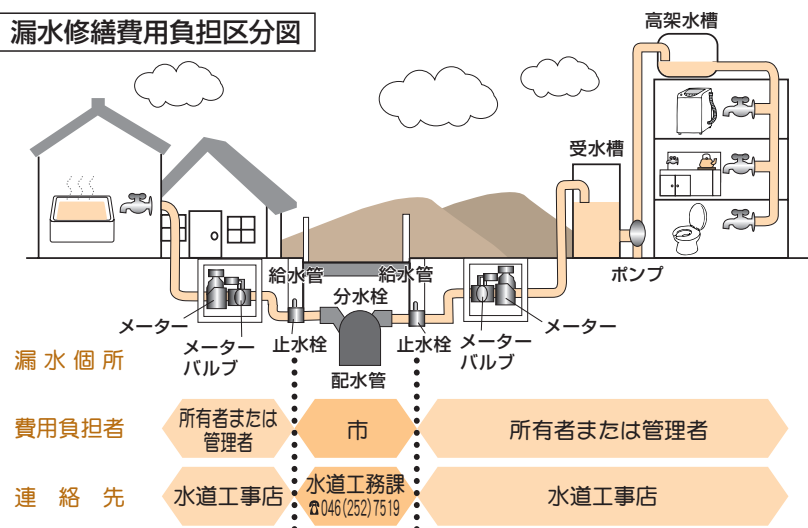 漏水修繕費用負担区分図
高架水槽
受水槽
ポンプ
給水管
給水管
分水栓
メーター
メーター
バルブ
止水栓
配水管
止水栓
メーター
バルブ
メーター
漏水個所
費用負担者
所有者または
管理者
市
所有者または管理者
連絡先
水道工事店
水道工務課
☎046(252)7519
水道工事店